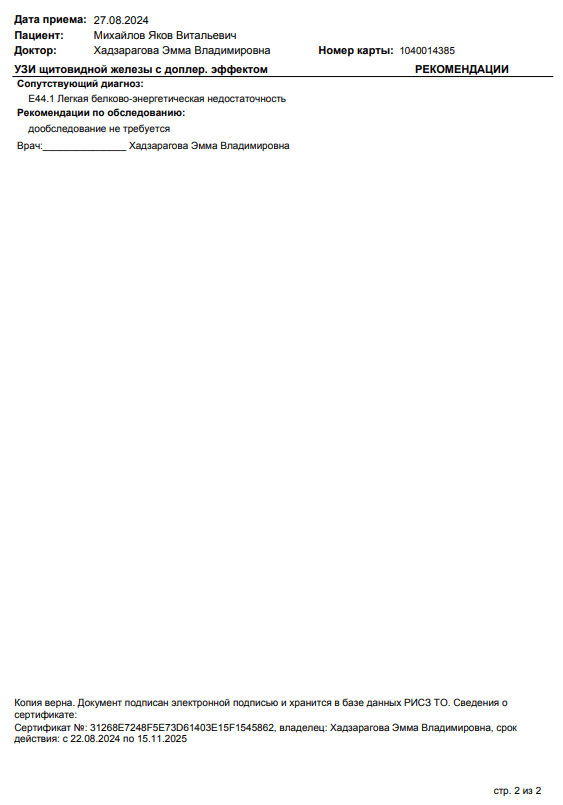 Дата приема: 27.08.2024
Пациент: Михайлов Яков Витальевич
Доктор: Хадзарагова Эмма Владимировна Номер карты: 1040014385
УЗИ щитовидной железы с доплер. эффектом РЕКОМЕНДАЦИИ
Сопутствующий диагноз:
E44.1 Легкая белково-энергетическая недостаточность
Рекомендации по обследованию:
дообследование не требуется
Врач:_______________ Хадзарагова Эмма Владимировна
Копия верна. Документ подписан электронной подписью и хранится в базе данных РИСЗ ТО. Сведения о
сертификате:
Сертификат №: 31268E7248F5E73D61403E15F1545862, владелец: Хадзарагова Эмма Владимировна, срок
действия: с 22.08.2024 по 15.11.2025
стр. 2 из 2